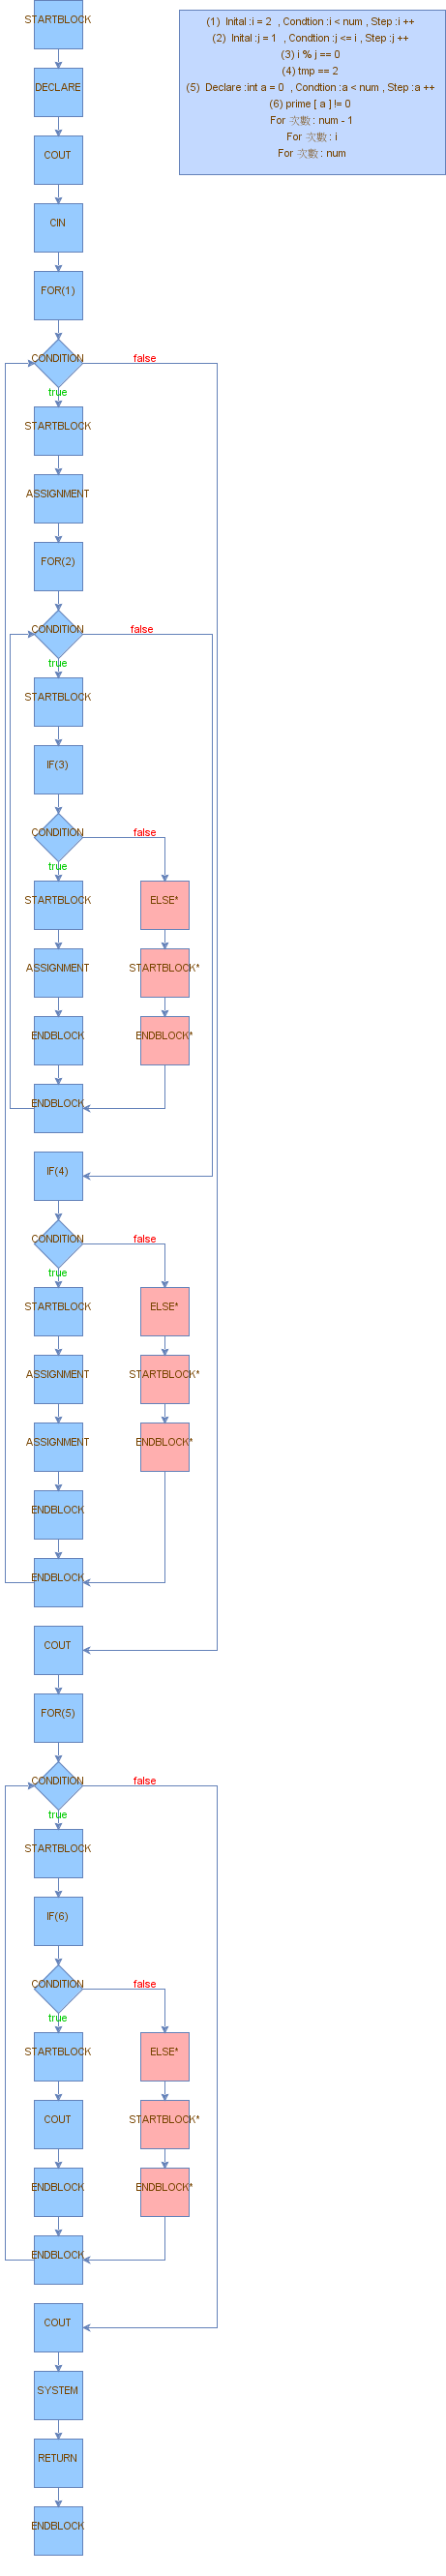 STARTBLOCK
(1) Inital :i = 2 , Condtion :i < num , Step :i ++
(2) Inital :j = 1 , Condtion :j <= i , Step :j ++
(3) i % j == 0
(4) tmp == 2
(5) Declare :int a = 0 , Condtion :a < num , Step :a ++
(6) prime [ a ] != 0
For 次數 : num - 1
For 次數 : i
For 次數 : num
DECLARE
COUT
CIN
FOR(1)
CONDITION
false
true
STARTBLOCK
ASSIGNMENT
FOR(2)
CONDITION
false
true
STARTBLOCK
IF(3)
CONDITION
false
true
STARTBLOCK
ELSE*
ASSIGNMENT
STARTBLOCK*
ENDBLOCK
ENDBLOCK*
ENDBLOCK
IF(4)
CONDITION
false
true
STARTBLOCK
ELSE*
ASSIGNMENT
STARTBLOCK*
ASSIGNMENT
ENDBLOCK*
ENDBLOCK
ENDBLOCK
COUT
FOR(5)
CONDITION
false
true
STARTBLOCK
IF(6)
CONDITION
false
true
STARTBLOCK
ELSE*
COUT
STARTBLOCK*
ENDBLOCK
ENDBLOCK*
ENDBLOCK
COUT
SYSTEM
RETURN
ENDBLOCK